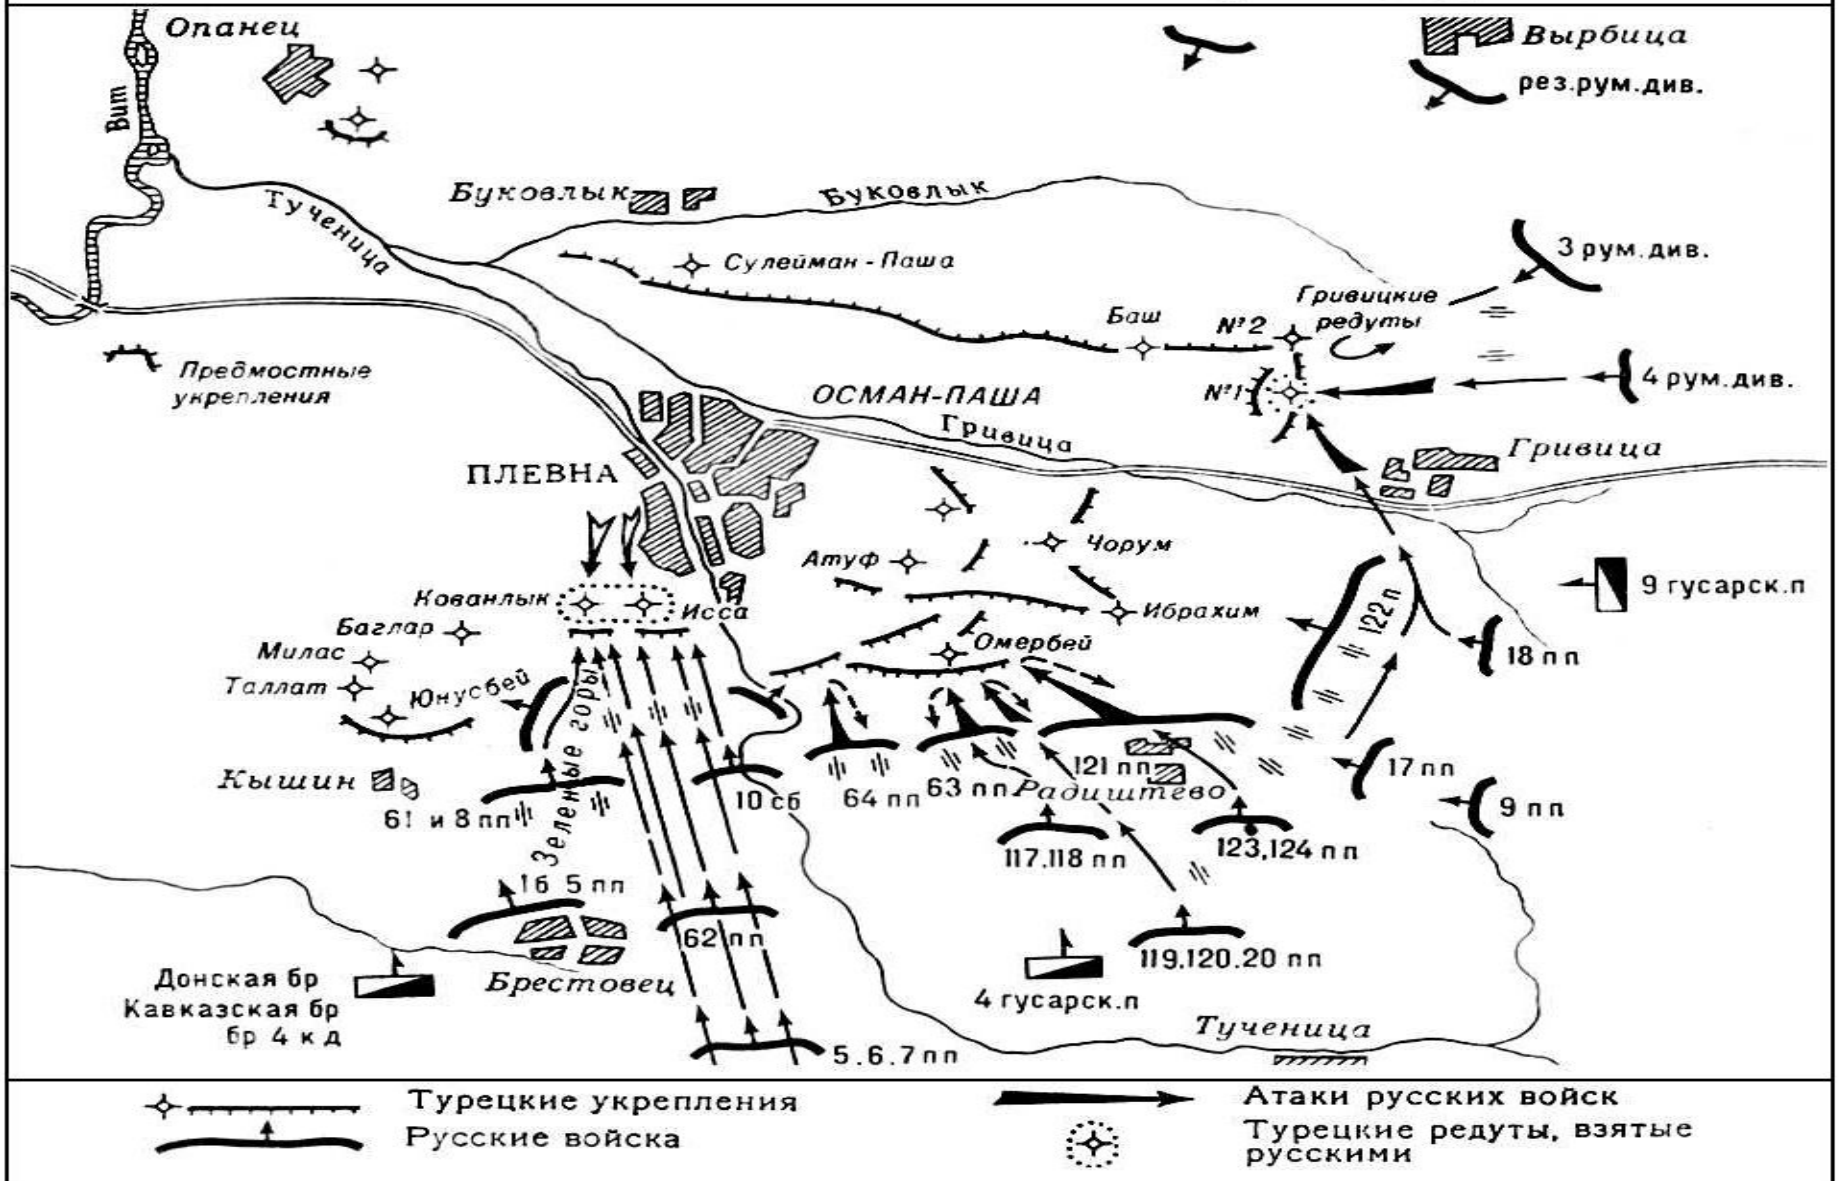 Опанец
Вырбица
рез.рум.див.
Вит
Буковлык
Буковлык
Тученица
3 рум.див.
Сулейман-Паша
Гривицкие
редуты
Баш
№2
Предмостные
укрепления
№1
4 рум.див.
ОСМАН-ПАША
Гривица
Гривица
ПЛЕВНА
Чорум
Атуф
9 гусарск.п
Кованлык
Исса
Ибрахим
122п
Баглар
Милас
Омербей
18 пп
Таллат
Юнусбей
Зеленые горы
Кышин
61 и 8 пп
10 сб
64 пп
63 пп
121 пп
Радиштево
17 пп
9 пп
117.118 пп
123,124 пп
1б 5 пп
62 пп
119.120.20 пп
Донская бр
Кавказская бр
бр 4 к д
Брестовец
4 гусарск.п
Тученица
5.6.7 пп
Турецкие укрепления
Русские войска
Атаки русских войск
Турецкие редуты, взятые
русскими